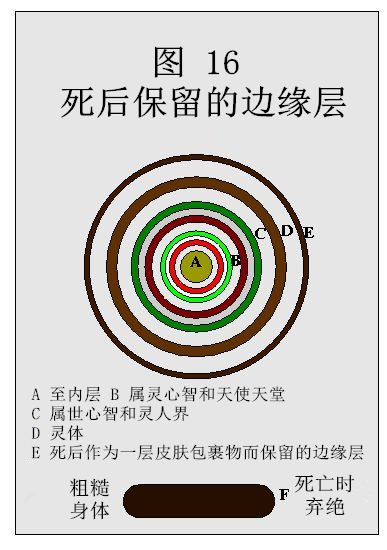 图 16
死后保留的边缘层
C
D
E
A
B
A 至内层 B 属灵心智和天使天堂
C 属世心智和灵人界
D 灵体
E 死后作为一层皮肤包裹物而保留的边缘层
粗糙
身体
F
死亡时
弃绝